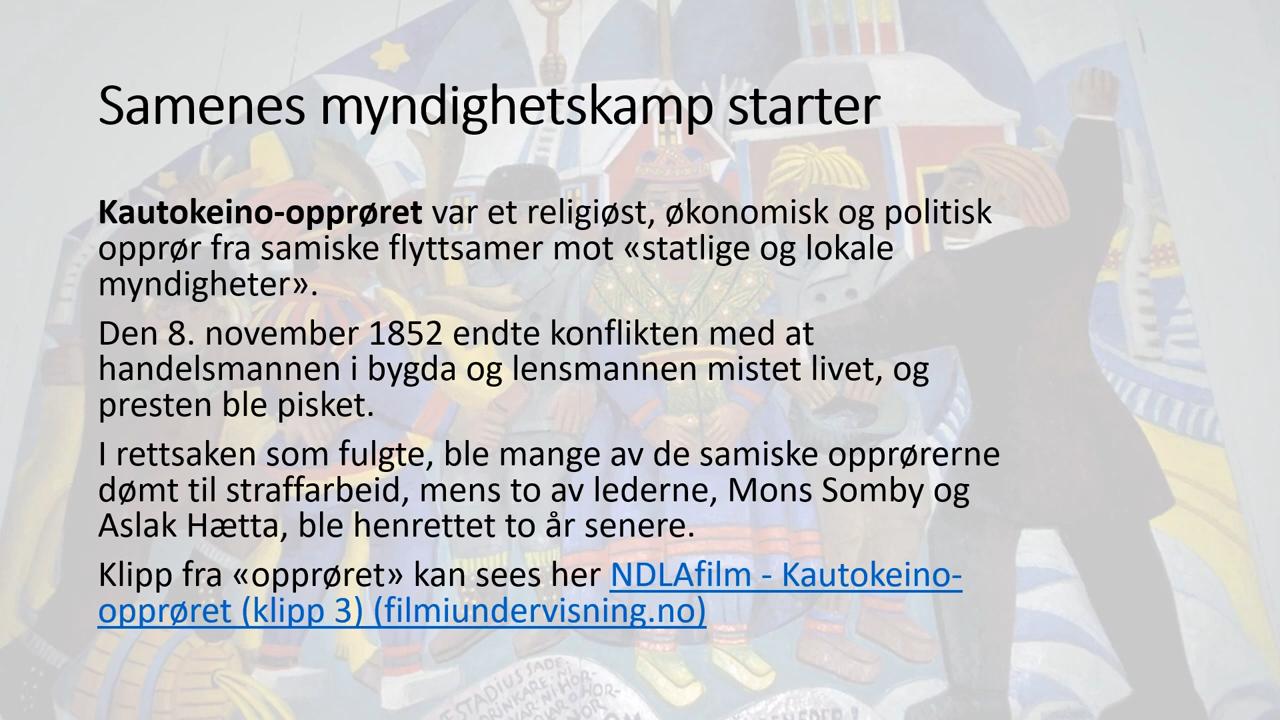 Samenes myndighetskamp starter
Kautokeino-opprøret var et religiøst, økonomisk og politisk
opprør fra samiske flyttsamer mot «statlige og lokale
myndigheter».
Den 8. november 1852 endte konflikten med at
handelsmannen i bygda og lensmannen mistet livet, og
presten ble pisket.
I rettsaken som fulgte, ble mange av de samiske opprørerne
dømt til straffarbeid, mens to av lederne, Mons Somby og
Aslak Hætta, ble henrettet to år senere.
Klipp fra «opprøret» kan sees her NDLAfilm - Kautokeino-
opprøret (klipp 3) (filmiundervisning.no)